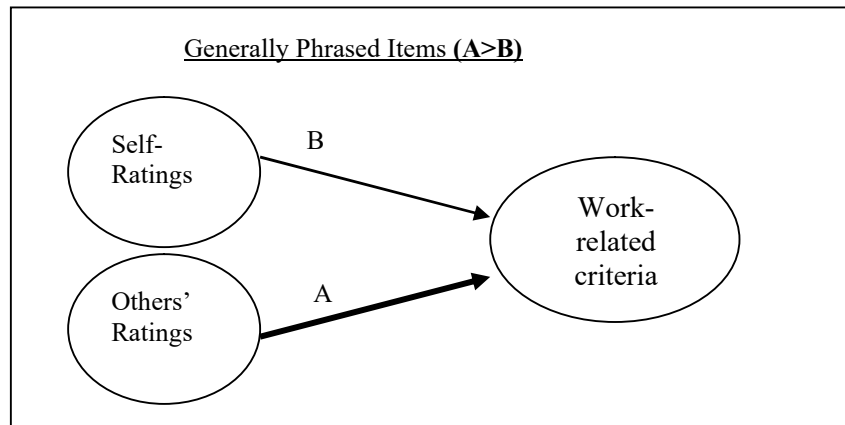 Generally Phrased Items (A>B)
Self-
Ratings
B
Work-
related
criteria
Others’
Ratings
A